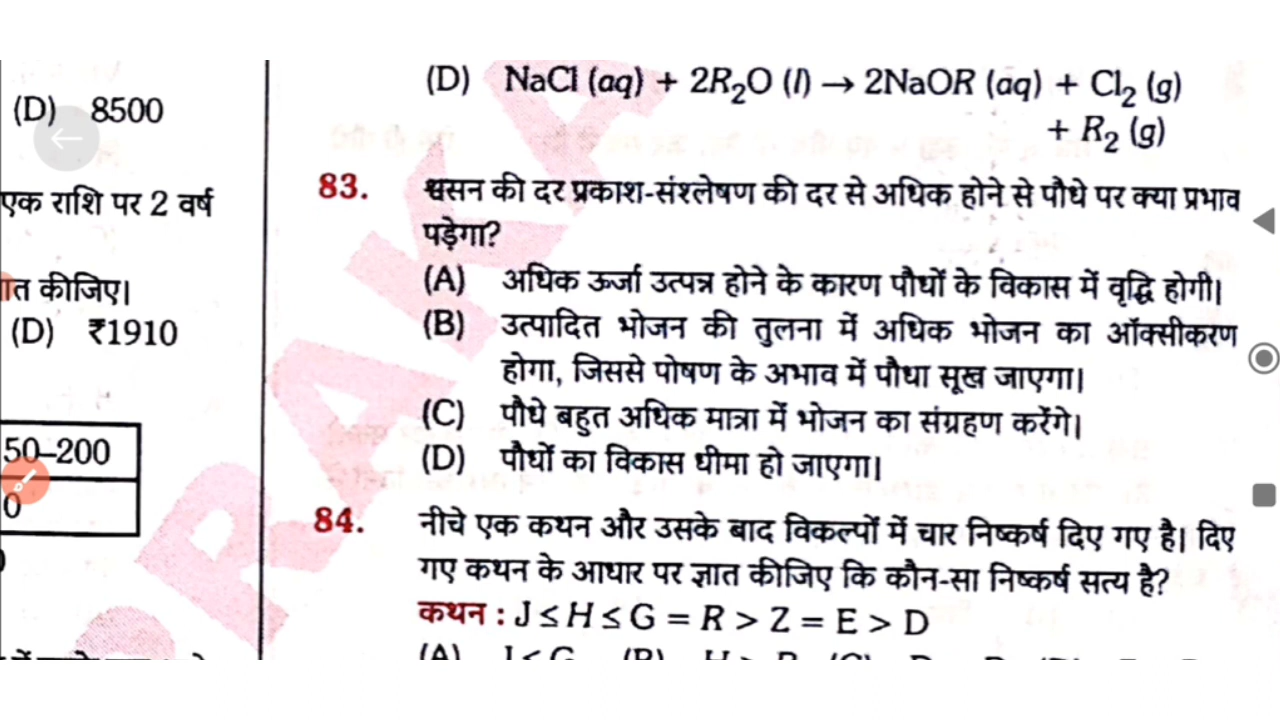 (D) 8500
एक राशि पर 2 वर्ष
ात कीजिए।
(D) ₹1910
50–200
0
(D) NaCl (aq) + 2R₂O (l) → 2NaOR (aq) + Cl₂ (g)
+ R₂ (g)
83. श्वसन की दर प्रकाश-संश्लेषण की दर से अधिक होने से पौधे पर क्या प्रभाव
पड़ेगा?
(A) अधिक ऊर्जा उत्पन्न होने के कारण पौधों के विकास में वृद्धि होगी।
(B) उत्पादित भोजन की तुलना में अधिक भोजन का ऑक्सीकरण
होगा, जिससे पोषण के अभाव में पौधा सूख जाएगा।
(C) पौधे बहुत अधिक मात्रा में भोजन का संग्रहण करेंगे।
(D) पौधों का विकास धीमा हो जाएगा।
84. नीचे एक कथन और उसके बाद विकल्पों में चार निष्कर्ष दिए गए है। दिए
गए कथन के आधार पर ज्ञात कीजिए कि कौन-सा निष्कर्ष सत्य है?
कथन : J ≤ H ≤ G = R > Z = E > D